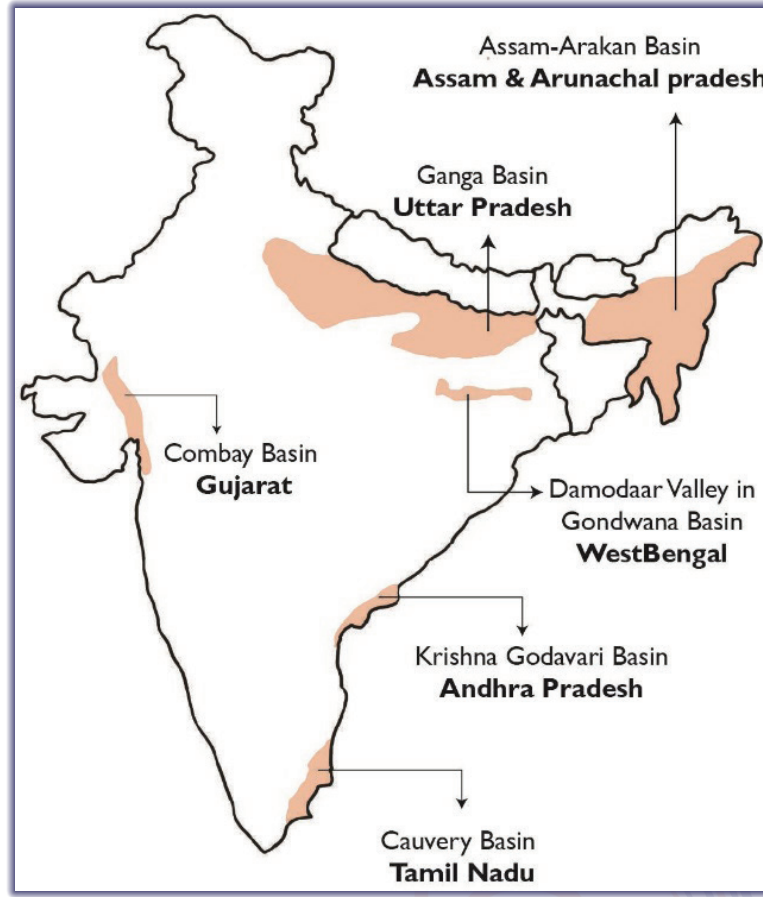 Assam-Arakan Basin
Assam & Arunachal pradesh
Ganga Basin
Uttar Pradesh
Combay Basin
Gujarat
Damodaar Valley in
Gondwana Basin
WestBengal
Krishna Godavari Basin
Andhra Pradesh
Cauvery Basin
Tamil Nadu